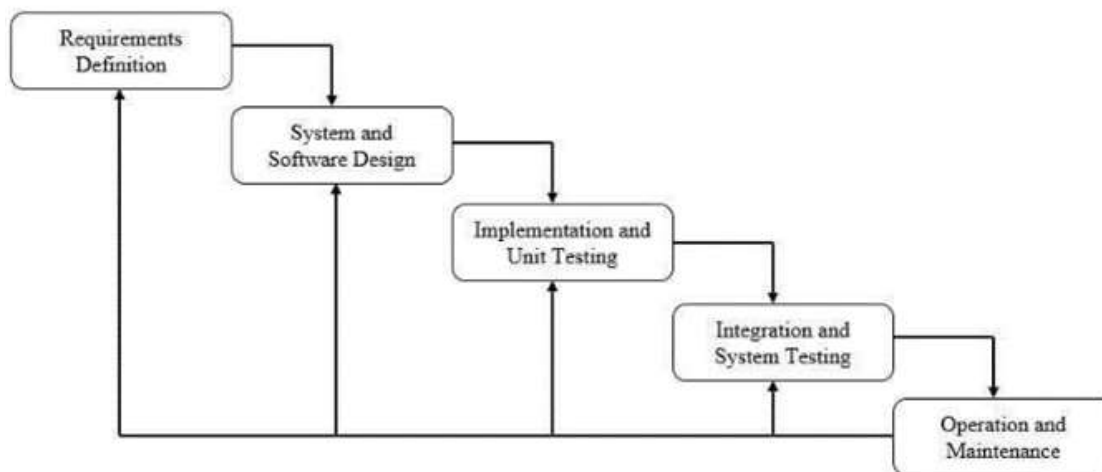 Requirements
Definition
System and
Software Design
Implementation and
Unit Testing
Integration and
System Testing
Operation and
Maintenance